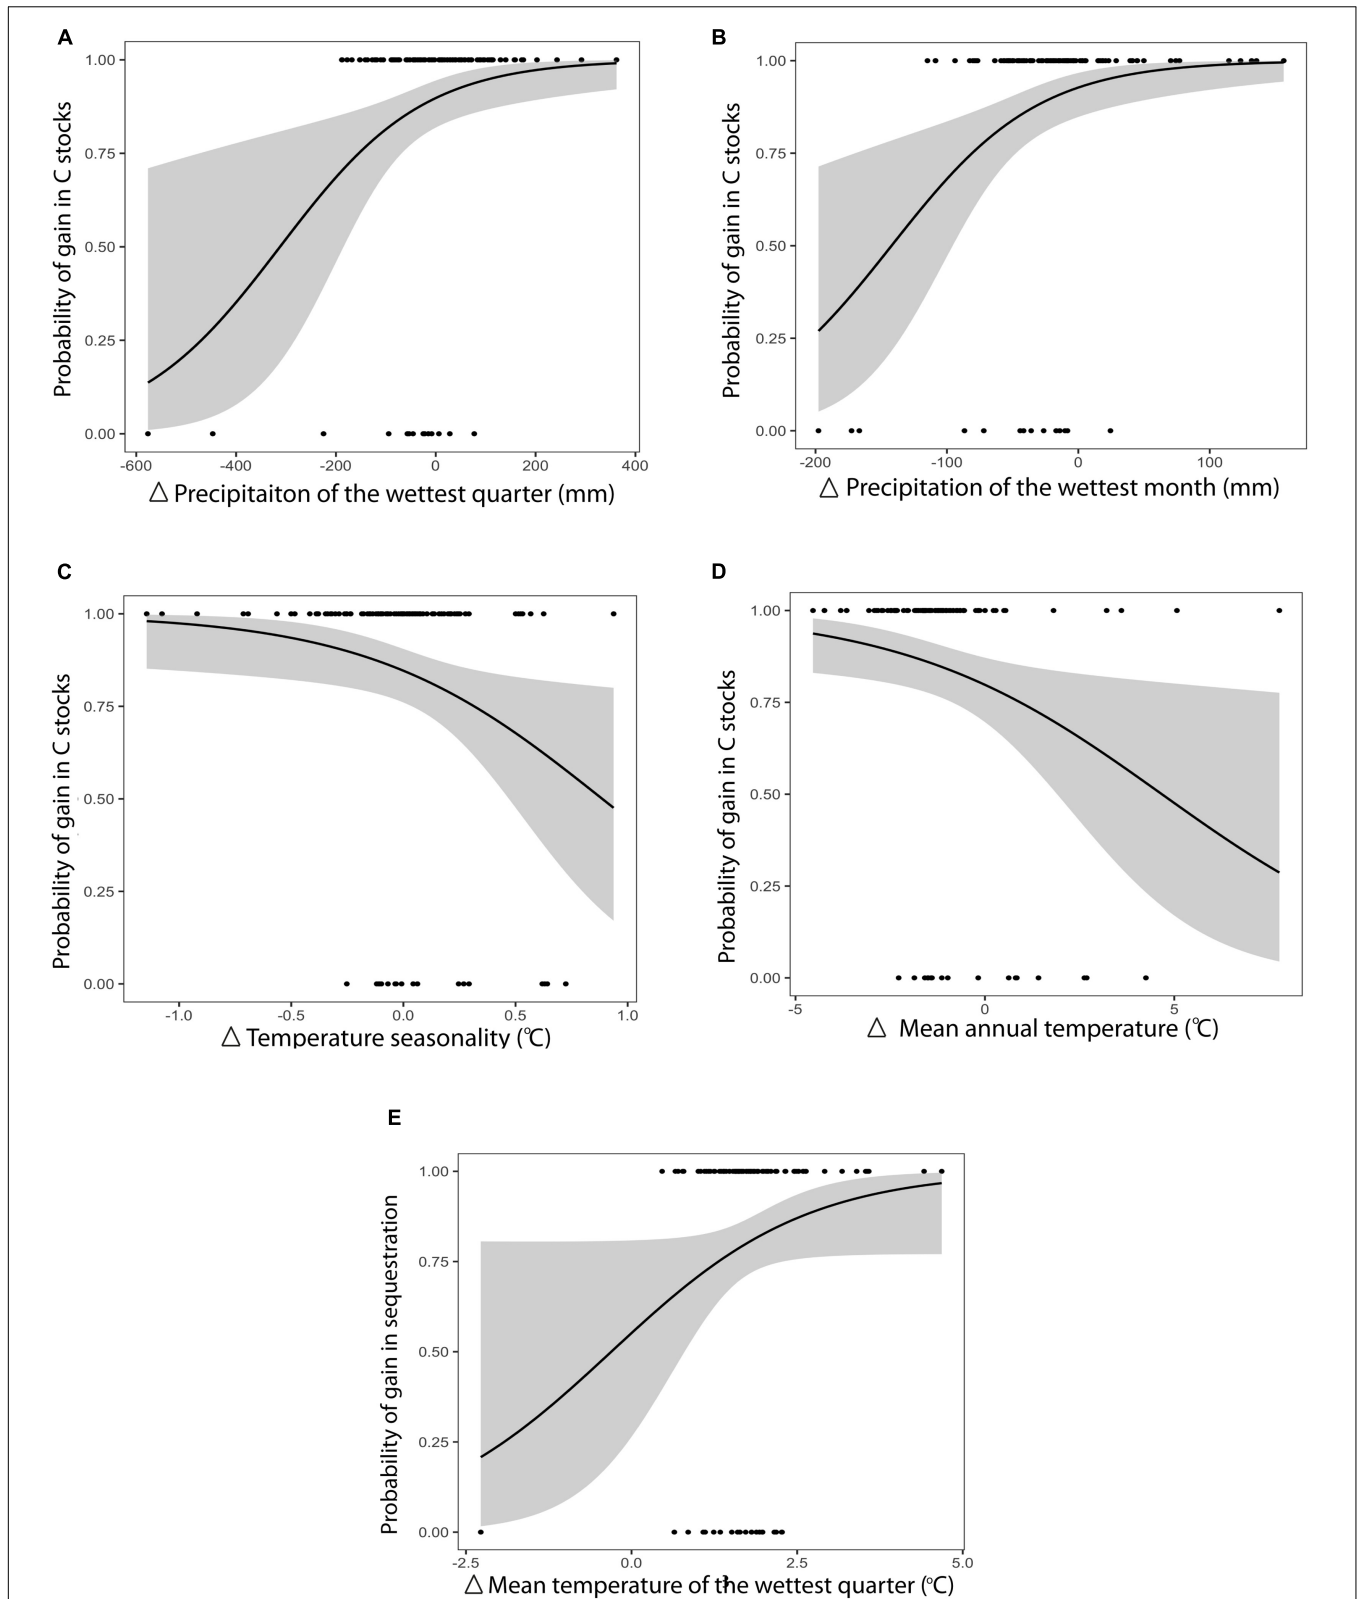 A
Probability of gain in C stocks
1.00
0.75
0.50
0.25
0.00
-600 -400 -200 0 200 400
△ Precipitaiton of the wettest quarter (mm)
B
Probability of gain in C stocks
1.00
0.75
0.50
0.25
0.00
-200 -100 0 100
△ Precipitation of the wettest month (mm)
C
Probability of gain in C stocks
1.00
0.75
0.50
0.25
0.00
-1.0 -0.5 0.0 0.5 1.0
△ Temperature seasonality (°C)
D
Probability of gain in C stocks
1.00
0.75
0.50
0.25
0.00
-5 0 5
△ Mean annual temperature (°C)
E
Probability of gain in sequestration
1.00
0.75
0.50
0.25
0.00
-2.5 0.0 2.5 5.0
△ Mean temperature of the wettest quarter (°C)